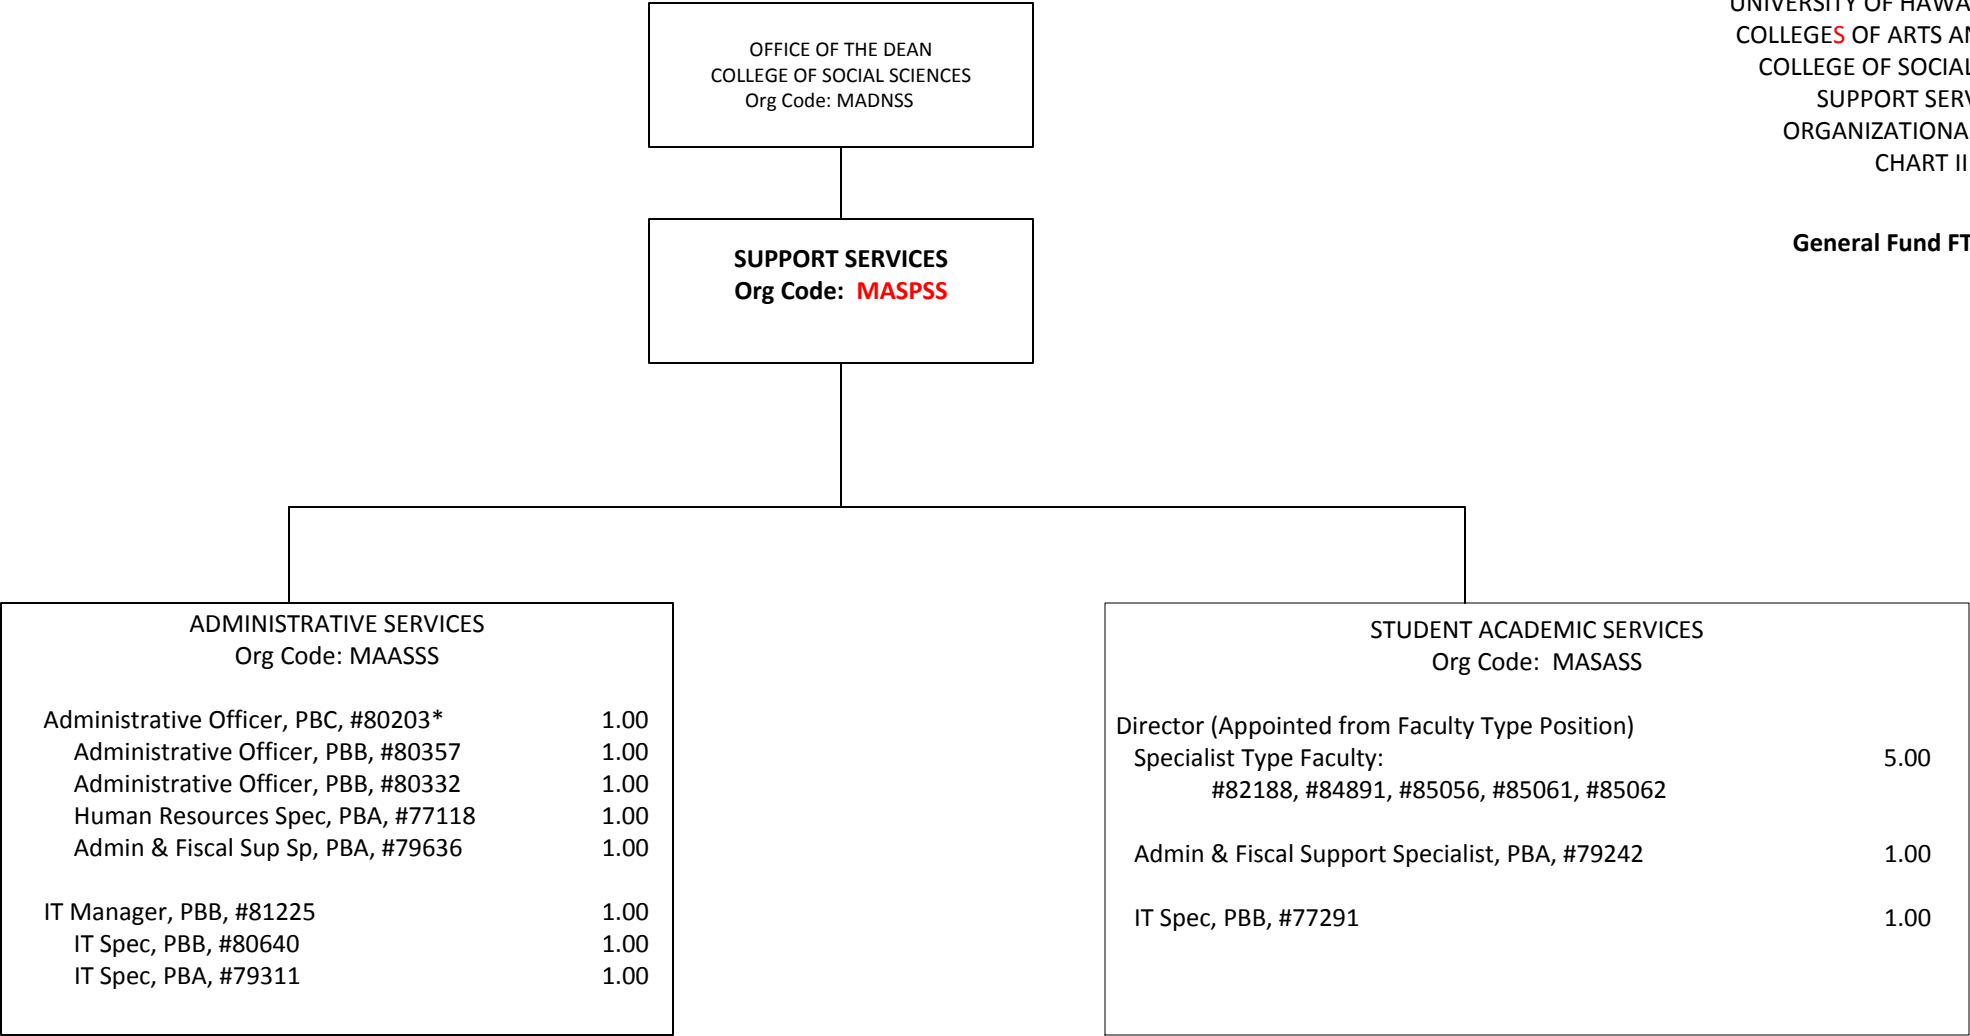 OFFICE OF THE DEAN
COLLEGE OF SOCIAL SCIENCES
Org Code: MADNSS
UNIVERSITY OF
COLLEGES OF ARTS
COLLEGE OF SOCIAL
SUPPORT
CHART II
General Fund
SUPPORT SERVICES
Org Code: MASPSS
ADMINISTRATIVE SERVICES
Org Code: MAASSS
Administrative Officer, PBC, #80203* 1.00
Administrative Officer, PBB, #80357 1.00
Administrative Officer, PBB, #80332 1.00
Human Resources Spec, PBA, #77118 1.00
Admin & Fiscal Sup Sp, PBA, #79636 1.00
IT Manager, PBB, #81225 1.00
IT Spec, PBB, #80640 1.00
IT Spec, PBA, #79311 1.00
STUDENT ACADEMIC SERVICES
Org Code: MASASS
Director (Appointed from Faculty Type Position)
Specialist Type Faculty: 5.00
#82188, #84891, #85056, #85061, #85062
Admin & Fiscal Support Specialist, PBA, #79242 1.00
IT Spec, PBB, #77291 1.00